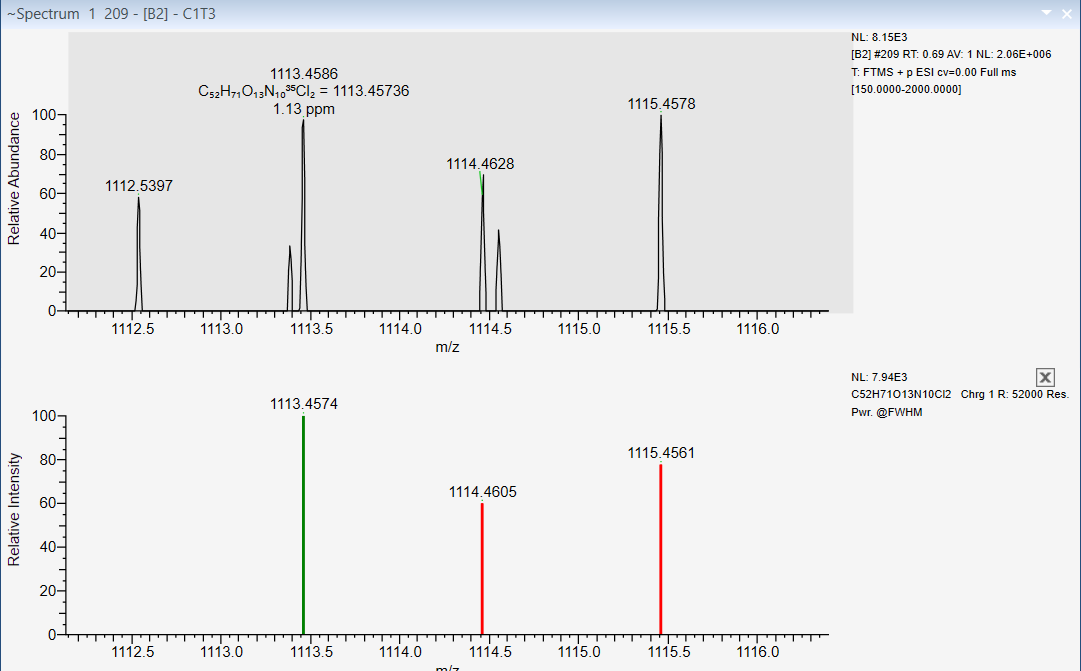 ~Spectrum 1 209 - [B2] - C1T3
NL: 8.15E3
[B2] #209 RT: 0.69 AV: 1 NL: 2.06E+006
T: FTMS + p ESI cv=0.00 Full ms
[150.0000-2000.0000]
1113.4586
C₅₂H₇₁O₁₃N₁₀³⁵Cl₂ = 1113.45736
1.13 ppm
1115.4578
1114.4628
1112.5397
Relative Abundance
100
80
60
40
20
0
1112.5 1113.0 1113.5 1114.0 1114.5 1115.0 1115.5 1116.0
m/z
NL: 7.94E3
X
C52H71O13N10Cl2 Chrg 1 R: 52000 Res.
Pwr. @FWHM
1113.4574
1115.4561
1114.4605
Relative Intensity
100
80
60
40
20
0
1112.5 1113.0 1113.5 1114.0 1114.5 1115.0 1115.5 1116.0
m/z